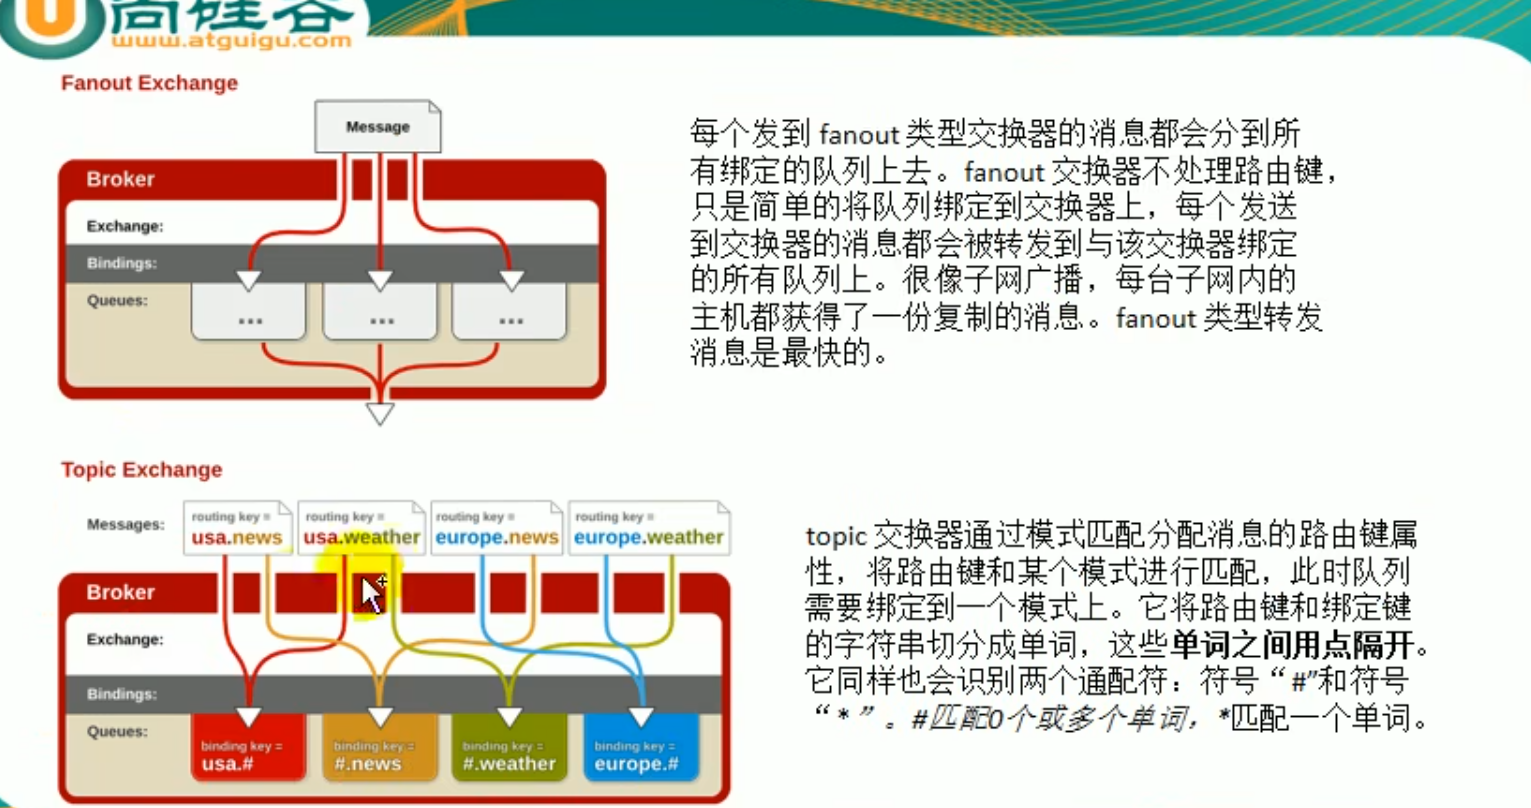 尚硅谷
www.atguigu.com
Fanout Exchange
Message
Broker
Exchange:
Bindings:
Queues:
...
...
...
每个发到 fanout 类型交换器的消息都会分到所
有绑定的队列上去。fanout 交换器不处理路由键，
只是简单的将队列绑定到交换器上，每个发送
到交换器的消息都会被转发到与该交换器绑定
的所有队列上。很像子网广播，每台子网内的
主机都获得了一份复制的消息。fanout 类型转发
消息是最快的。
Topic Exchange
Messages:
routing key =
usa.news
routing key =
usa.weather
routing key =
europe.news
routing key =
europe.weather
Broker
Exchange:
Bindings:
Queues:
binding key =
usa.#
binding key =
#.news
binding key =
#.weather
binding key =
europe.#
topic 交换器通过模式匹配分配消息的路由键属
性，将路由键和某个模式进行匹配，此时队列
需要绑定到一个模式上。它将路由键和绑定键
的字符串切分成单词，这些单词之间用点隔开。
它同样也会识别两个通配符：符号“#”和符号
“*”。#匹配0个或多个单词，*匹配一个单词。